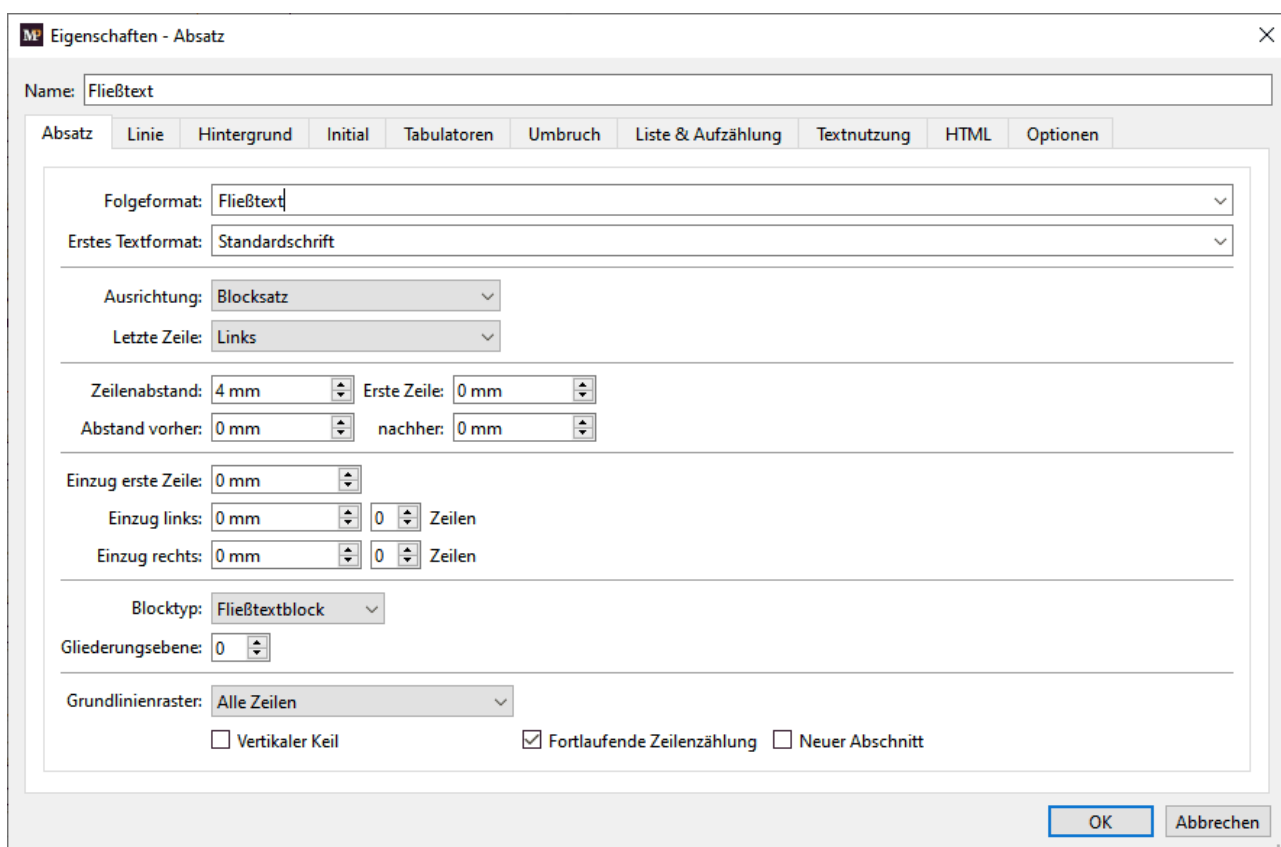 MP Eigenschaften - Absatz
Name: Fließtext
Absatz Linie Hintergrund Initial Tabulatoren Umbruch Liste & Aufzählung Textnutzung HTML Optionen
Folgeformat: Fließtext
Erstes Textformat: Standardschrift
Ausrichtung: Blocksatz
Letzte Zeile: Links
Zeilenabstand: 4 mm Erste Zeile: 0 mm
Abstand vorher: 0 mm nachher: 0 mm
Einzug erste Zeile: 0 mm
Einzug links: 0 mm 0 Zeilen
Einzug rechts: 0 mm 0 Zeilen
Blocktyp: Fließtextblock
Gliederungsebene: 0
Grundlinienraster: Alle Zeilen
Vertikaler Keil Fortlaufende Zeilenzählung Neuer Abschnitt
OK Abbrechen